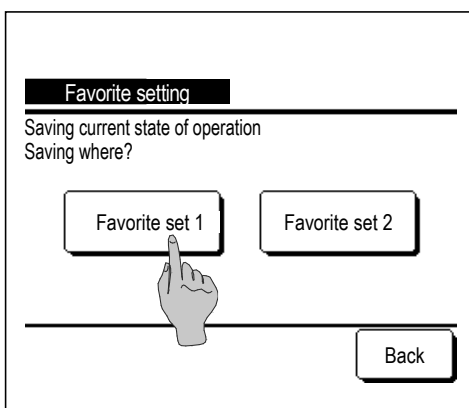 Favorite setting
Saving current state of operation
Saving where?
Favorite set 1
Favorite set 2
Back